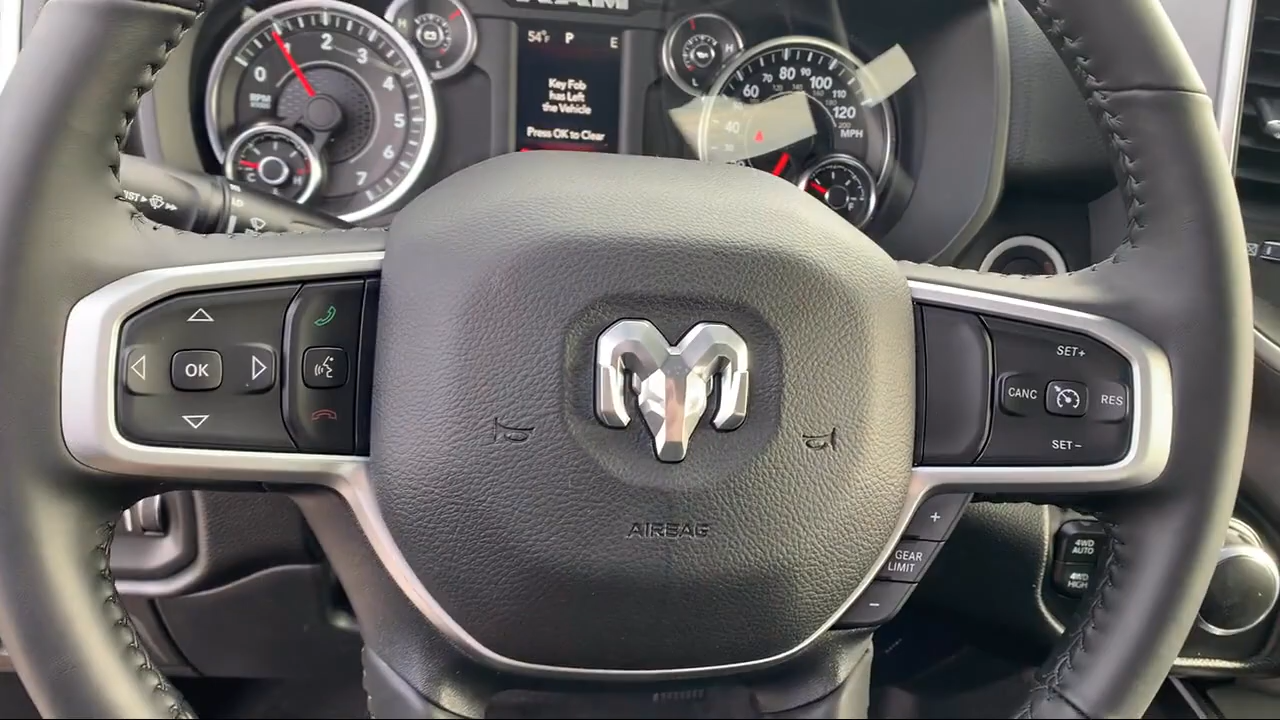 RAM
54°F P E
Key Fob
has Left
the Vehicle
Press OK to Clear
0 1 2 3 4 5 6 7
RPM
H
L
C H
H
L
40 60 70 80 90 100 110 120
MPH
200
F
OK
SET+
CANC
RES
SET-
AIRBAG
+
GEAR
LIMIT
-
4WD
AUTO
4WD
HIGH